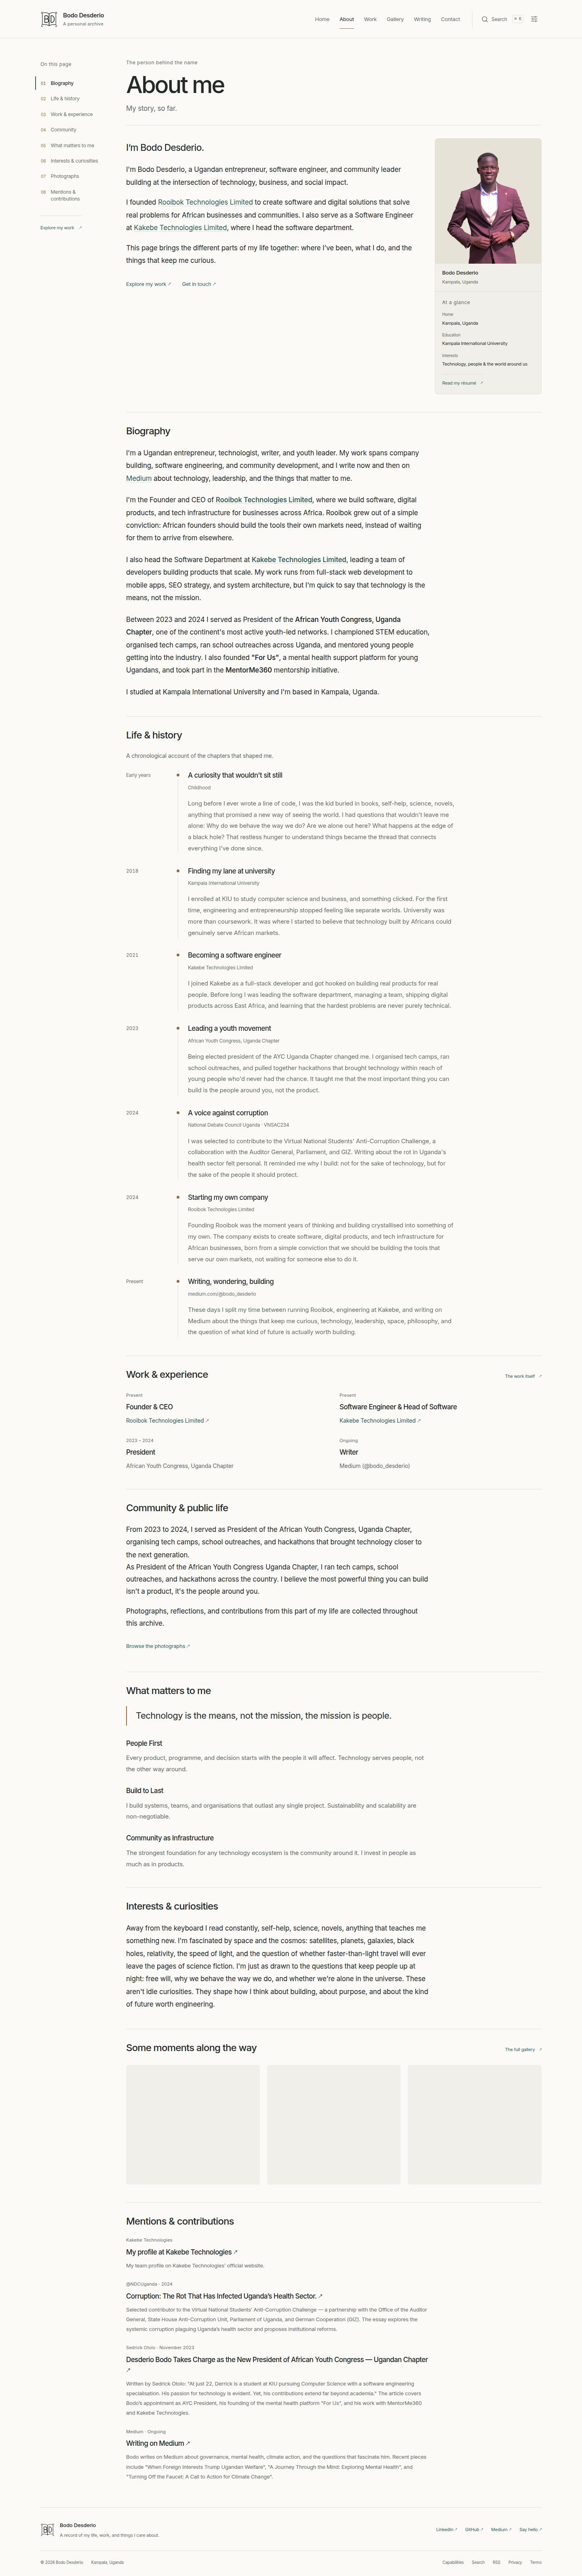 Bodo Desderio
A personal archive
Home
About
Work
Gallery
Writing
Contact
Search
⌘ K
On this page
01 Biography
02 Life & history
03 Work & experience
04 Community
05 What matters to me
06 Interests & curiosities
07 Photographs
08 Mentions &
contributions
Explore my work ↗
The person behind the name
About me
My story, so far.
I'm Bodo Desderio.
I'm Bodo Desderio, a Ugandan entrepreneur, software engineer, and community leader
building at the intersection of technology, business, and social impact.
I founded Rooibok Technologies Limited to create software and digital solutions that solve
real problems for African businesses and communities. I also serve as a Software Engineer
at Kakebe Technologies Limited, where I head the software department.
This page brings the different parts of my life together: where I've been, what I do, and the
things that keep me curious.
Explore my work ↗
Get in touch ↗
Bodo Desderio
Kampala, Uganda
At a glance
Home
Kampala, Uganda
Education
Kampala International University
Interests
Technology, people & the world around us
Read my résumé ↗
Biography
I'm a Ugandan entrepreneur, technologist, writer, and youth leader. My work spans company
building, software engineering, and community development, and I write now and then on
Medium about technology, leadership, and the things that matter to me.
I'm the Founder and CEO of Rooibok Technologies Limited, where we build software, digital
products, and tech infrastructure for businesses across Africa. Rooibok grew out of a simple
conviction: African founders should build the tools their own markets need, instead of waiting
for them to arrive from elsewhere.
I also head the Software Department at Kakebe Technologies Limited, leading a team of
developers building products that scale. My work runs from full-stack web development to
mobile apps, SEO strategy, and system architecture, but I'm quick to say that technology is the
means, not the mission.
Between 2023 and 2024 I served as President of the African Youth Congress, Uganda
Chapter, one of the continent's most active youth-led networks. I championed STEM education,
organised tech camps, ran school outreaches across Uganda, and mentored young people
getting into the industry. I also founded "For Us", a mental health support platform for young
Ugandans, and took part in the MentorMe360 mentorship initiative.
I studied at Kampala International University and I'm based in Kampala, Uganda.
Life & history
A chronological account of the chapters that shaped me.
Early years
A curiosity that wouldn't sit still
Childhood
Long before I ever wrote a line of code, I was the kid buried in books, self-help, science, novels,
anything that promised a new way of seeing the world. I had questions that wouldn't leave me
alone: Why do we behave the way we do? Are we alone out here? What happens at the edge of
a black hole? That restless hunger to understand things became the thread that connects
everything I've done since.
2018
Finding my lane at university
Kampala International University
I enrolled at KIU to study computer science and business, and something clicked. For the first
time, engineering and entrepreneurship stopped feeling like separate worlds. University was
more than coursework. It was where I started to believe that technology built by Africans could
genuinely serve African markets.
2021
Becoming a software engineer
Kakebe Technologies Limited
I joined Kakebe as a full-stack developer and got hooked on building real products for real
people. Before long I was leading the software department, managing a team, shipping digital
products across East Africa, and learning that the hardest problems are never purely technical.
2023
Leading a youth movement
African Youth Congress, Uganda Chapter
Being elected president of the AYC Uganda Chapter changed me. I organised tech camps, ran
school outreaches, and pulled together hackathons that brought technology within reach of
young people who'd never had the chance. It taught me that the most important thing you can
build is the people around you, not the product.
2024
A voice against corruption
National Debate Council Uganda · VNSAC234
I was selected to contribute to the Virtual National Students' Anti-Corruption Challenge, a
collaboration with the Auditor General, Parliament, and GIZ. Writing about the rot in Uganda's
health sector felt personal. It reminded me why I build: not for the sake of technology, but for
the sake of the people it should protect.
2024
Starting my own company
Rooibok Technologies Limited
Founding Rooibok was the moment years of thinking and building crystallised into something of
my own. The company exists to create software, digital products, and tech infrastructure for
African businesses, born from a simple conviction that we should be building the tools that
serve our own markets, not waiting for someone else to do it.
Present
Writing, wondering, building
medium.com/@bodo_desderio
These days I split my time between running Rooibok, engineering at Kakebe, and writing on
Medium about the things that keep me curious, technology, leadership, space, philosophy, and
the question of what kind of future is actually worth building.
Work & experience
The work itself ↗
Present
Founder & CEO
Rooibok Technologies Limited ↗
Present
Software Engineer & Head of Software
Kakebe Technologies Limited ↗
2023 – 2024
President
African Youth Congress, Uganda Chapter
Ongoing
Writer
Medium (@bodo_desderio)
Community & public life
From 2023 to 2024, I served as President of the African Youth Congress, Uganda Chapter,
organising tech camps, school outreaches, and hackathons that brought technology closer to
the next generation.
As President of the African Youth Congress Uganda Chapter, I ran tech camps, school
outreaches, and hackathons across the country. I believe the most powerful thing you can build
isn't a product, it's the people around you.
Photographs, reflections, and contributions from this part of my life are collected throughout
this archive.
Browse the photographs ↗
What matters to me
Technology is the means, not the mission, the mission is people.
People First
Every product, programme, and decision starts with the people it will affect. Technology serves people, not
the other way around.
Build to Last
I build systems, teams, and organisations that outlast any single project. Sustainability and scalability are
non-negotiable.
Community as Infrastructure
The strongest foundation for any technology ecosystem is the community around it. I invest in people as
much as in products.
Interests & curiosities
Away from the keyboard I read constantly, self-help, science, novels, anything that teaches me
something new. I'm fascinated by space and the cosmos: satellites, planets, galaxies, black
holes, relativity, the speed of light, and the question of whether faster-than-light travel will ever
leave the pages of science fiction. I'm just as drawn to the questions that keep people up at
night: free will, why we behave the way we do, and whether we're alone in the universe. These
aren't idle curiosities. They shape how I think about building, about purpose, and about the kind
of future worth engineering.
Some moments along the way
The full gallery ↗
Mentions & contributions
Kakebe Technologies
My profile at Kakebe Technologies ↗
My team profile on Kakebe Technologies' official website.
@NDCUganda · 2024
Corruption: The Rot That Has Infected Uganda's Health Sector. ↗
Selected contributor to the Virtual National Students' Anti-Corruption Challenge — a partnership with the Office of the Auditor
General, State House Anti-Corruption Unit, Parliament of Uganda, and German Cooperation (GIZ). The essay explores the
systemic corruption plaguing Uganda's health sector and proposes institutional reforms.
Sedrick Otolo · November 2023
Desderio Bodo Takes Charge as the New President of African Youth Congress — Ugandan Chapter
↗
Written by Sedrick Otolo: "At just 22, Derrick is a student at KIU pursuing Computer Science with a software engineering
specialisation. His passion for technology is evident. Yet, his contributions extend far beyond academia." The article covers
Bodo's appointment as AYC President, his founding of the mental health platform "For Us", and his work with MentorMe360
and Kakebe Technologies.
Medium · Ongoing
Writing on Medium ↗
Bodo writes on Medium about governance, mental health, climate action, and the questions that fascinate him. Recent pieces
include "When Foreign Interests Trump Ugandan Welfare", "A Journey Through the Mind: Exploring Mental Health", and
"Turning Off the Faucet: A Call to Action for Climate Change".
Bodo Desderio
A record of my life, work, and things I care about.
LinkedIn ↗
GitHub ↗
Medium ↗
Say hello ↗
© 2026 Bodo Desderio
Kampala, Uganda
Capabilities
Search
RSS
Privacy
Terms